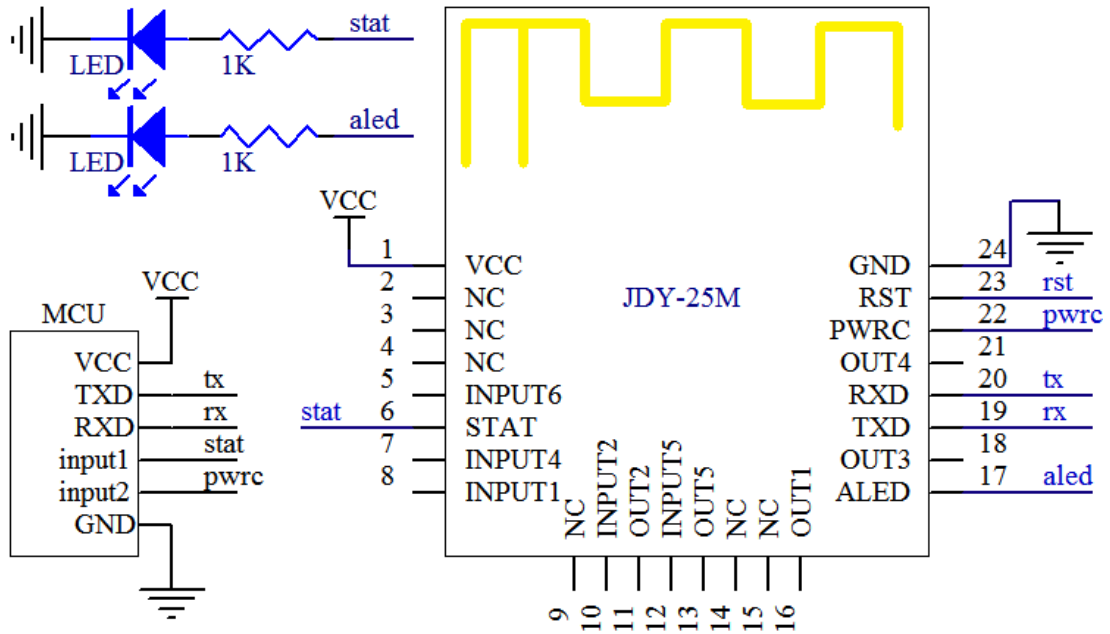 stat
LED
1K
aled
LED
1K
VCC
1
VCC
2
NC
3
NC
4
NC
5
INPUT6
stat
6
STAT
7
INPUT4
8
INPUT1
JDY-25M
GND
24
RST
23
rst
PWRC
22
pwrc
OUT4
21
RXD
20
tx
TXD
19
rx
OUT3
18
ALED
17
aled
NC
INPUT2
OUT2
INPUT5
OUT5
NC
NC
OUT1
9
10
11
12
13
14
15
16
VCC
MCU
VCC
TXD
tx
RXD
rx
input1
stat
input2
pwrc
GND